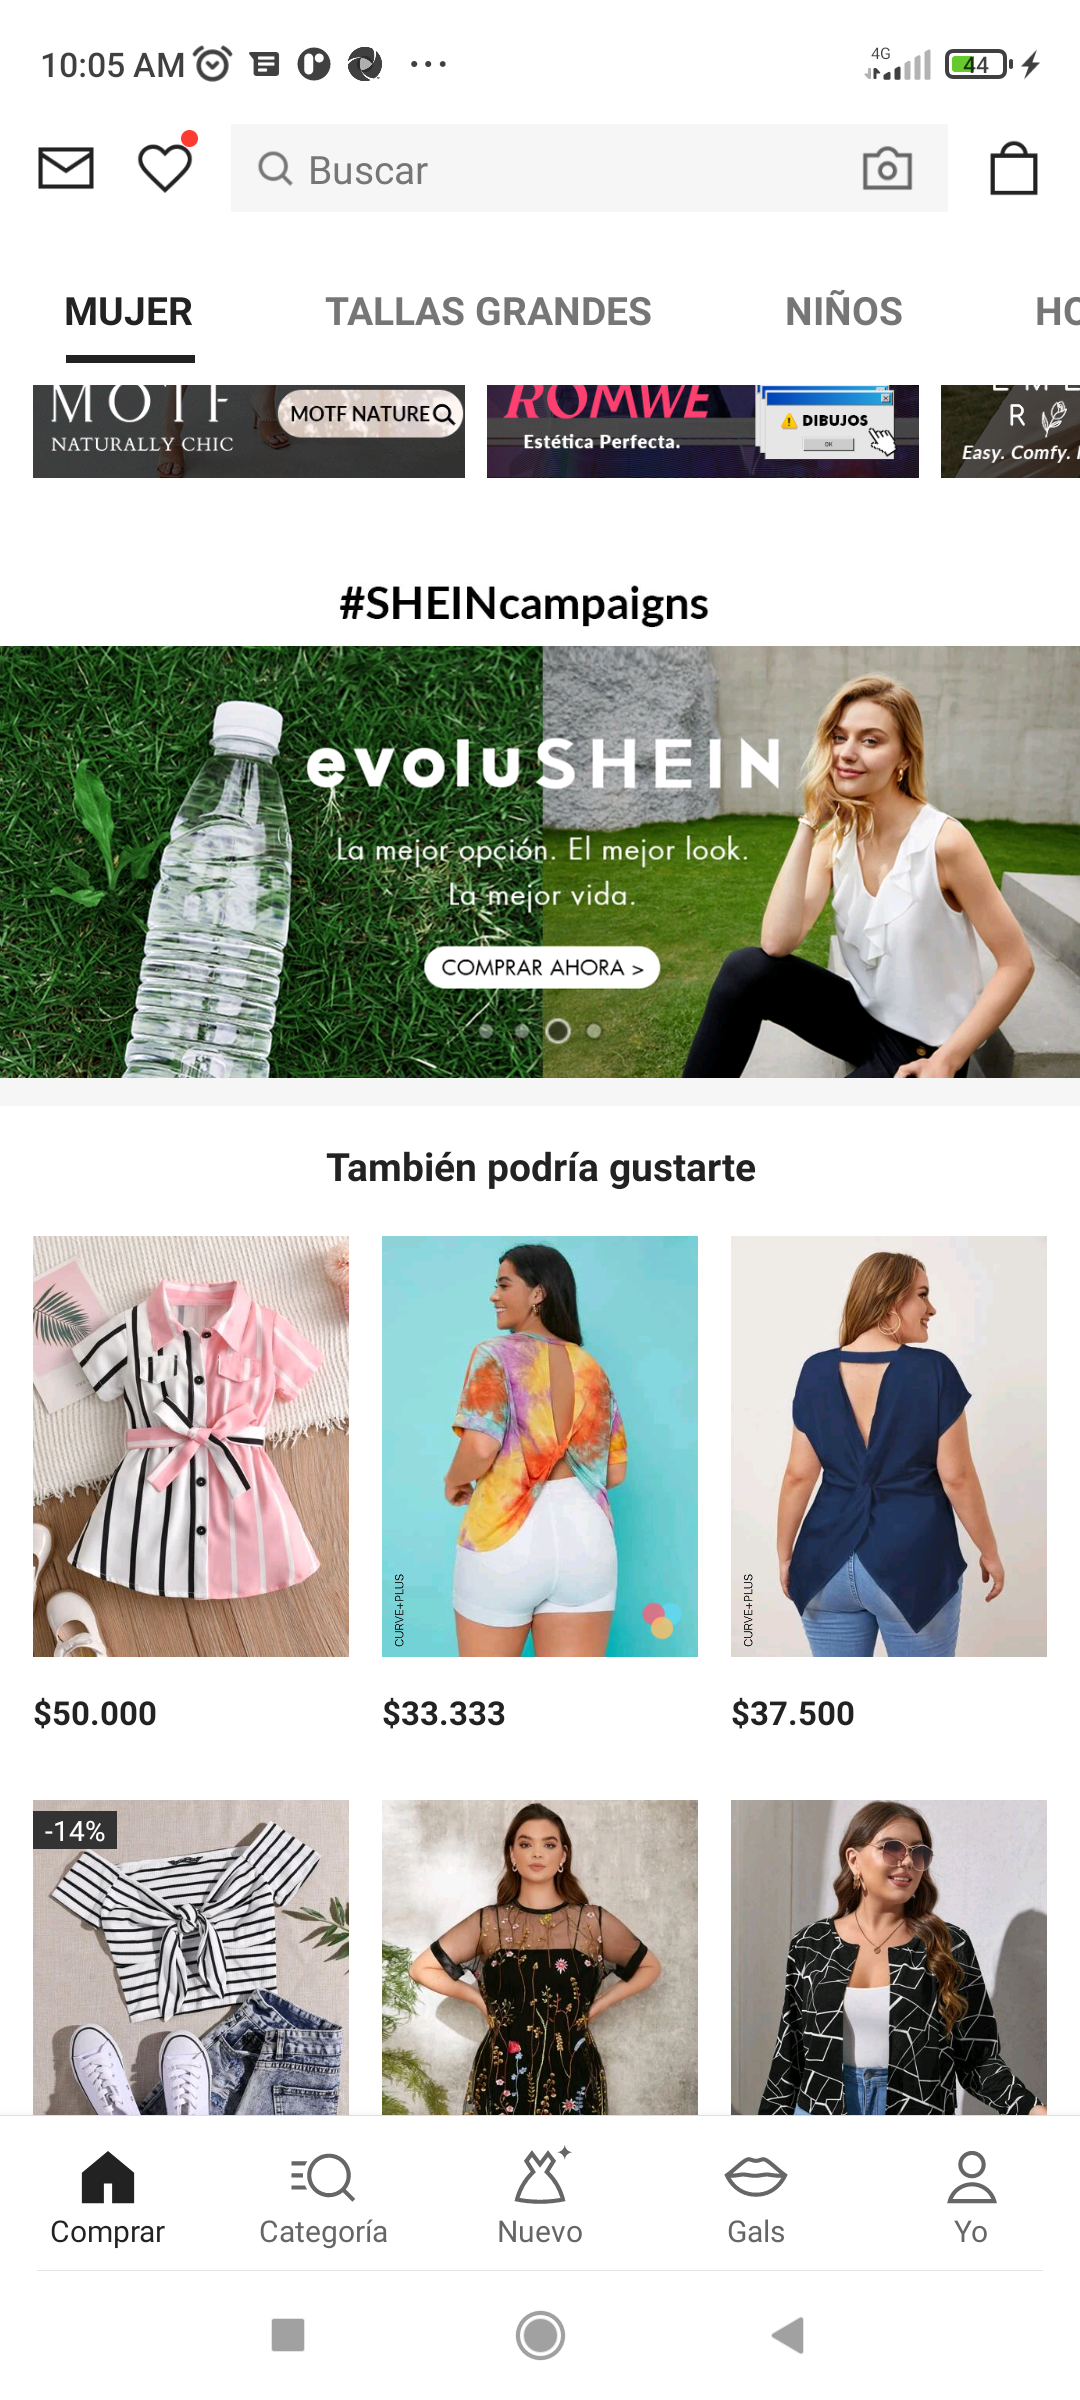 10:05 AM
4G
44
Buscar
MUJER
TALLAS GRANDES
NIÑOS
MOTF
NATURALLY CHIC
MOTF NATURE
ROMWE
Estética Perfecta.
DIBUJOS
OK
Easy. Comfy.
#SHEINcampaigns
evoluSHEIN
La mejor opción. El mejor look.
La mejor vida.
COMPRAR AHORA >
También podría gustarte
CURVE+PLUS
CURVE+PLUS
$50.000
$33.333
$37.500
-14%
Comprar
Categoría
Nuevo
Gals
Yo